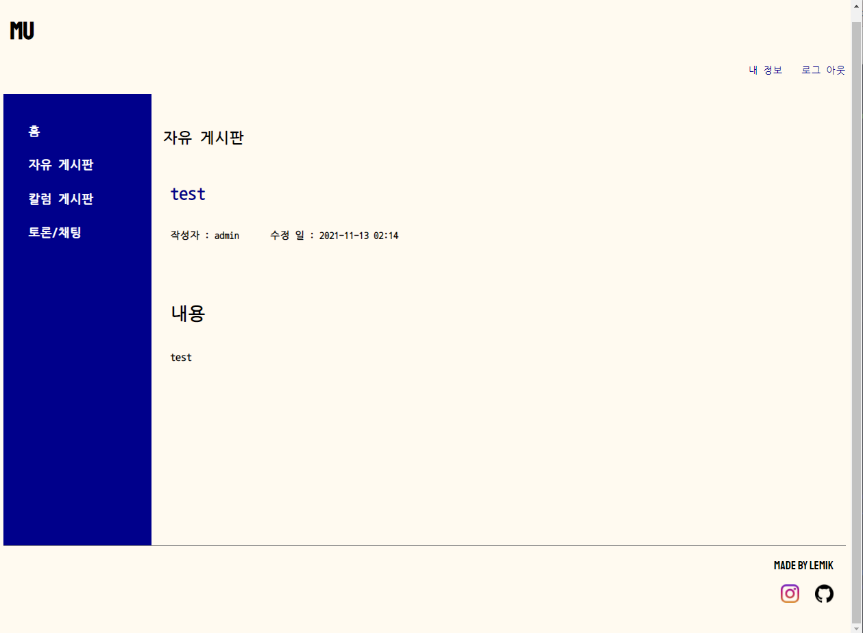 MU
내 정보 로그 아웃
홈
자유 게시판
칼럼 게시판
토론/채팅
자유 게시판
test
작성자 : admin 수정 일 : 2021-11-13 02:14
내용
test
MADE BY LEMIK